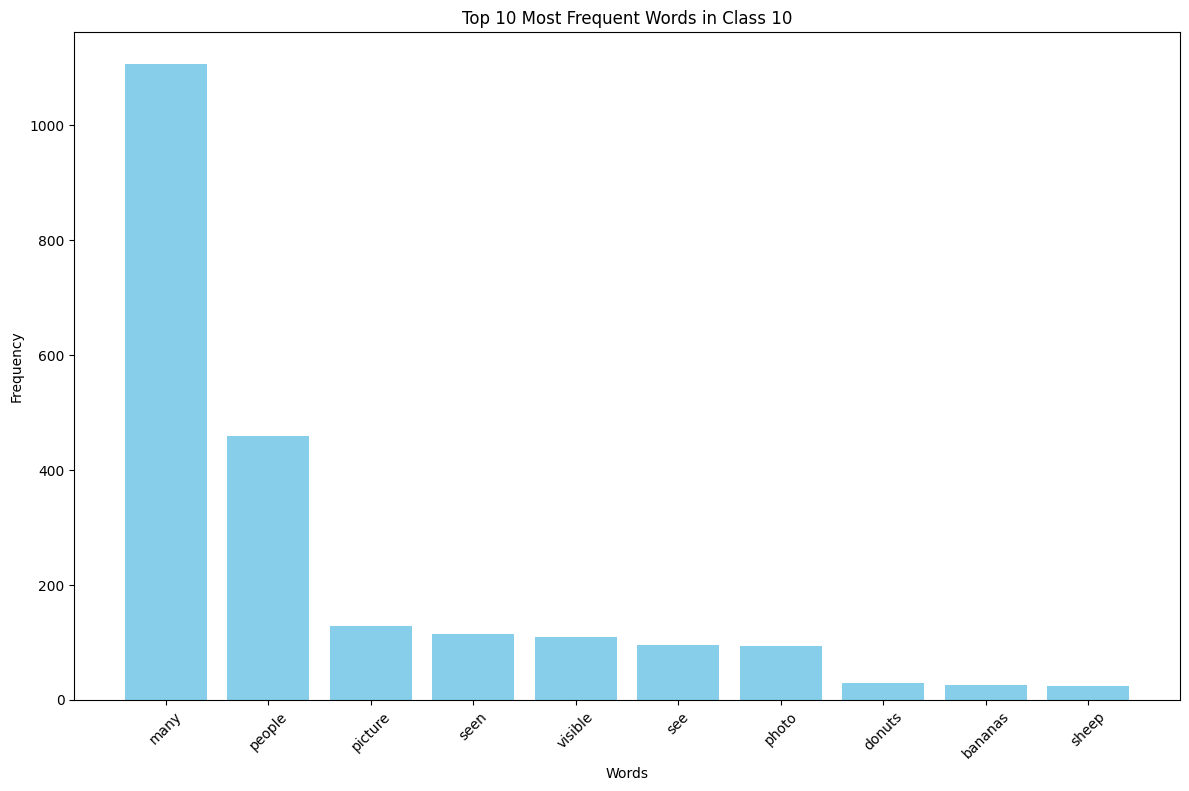 Top 10 Most Frequent Words in Class 10
Frequency
1000
800
600
400
200
0
many
people
picture
seen
visible
see
photo
donuts
bananas
sheep
Words